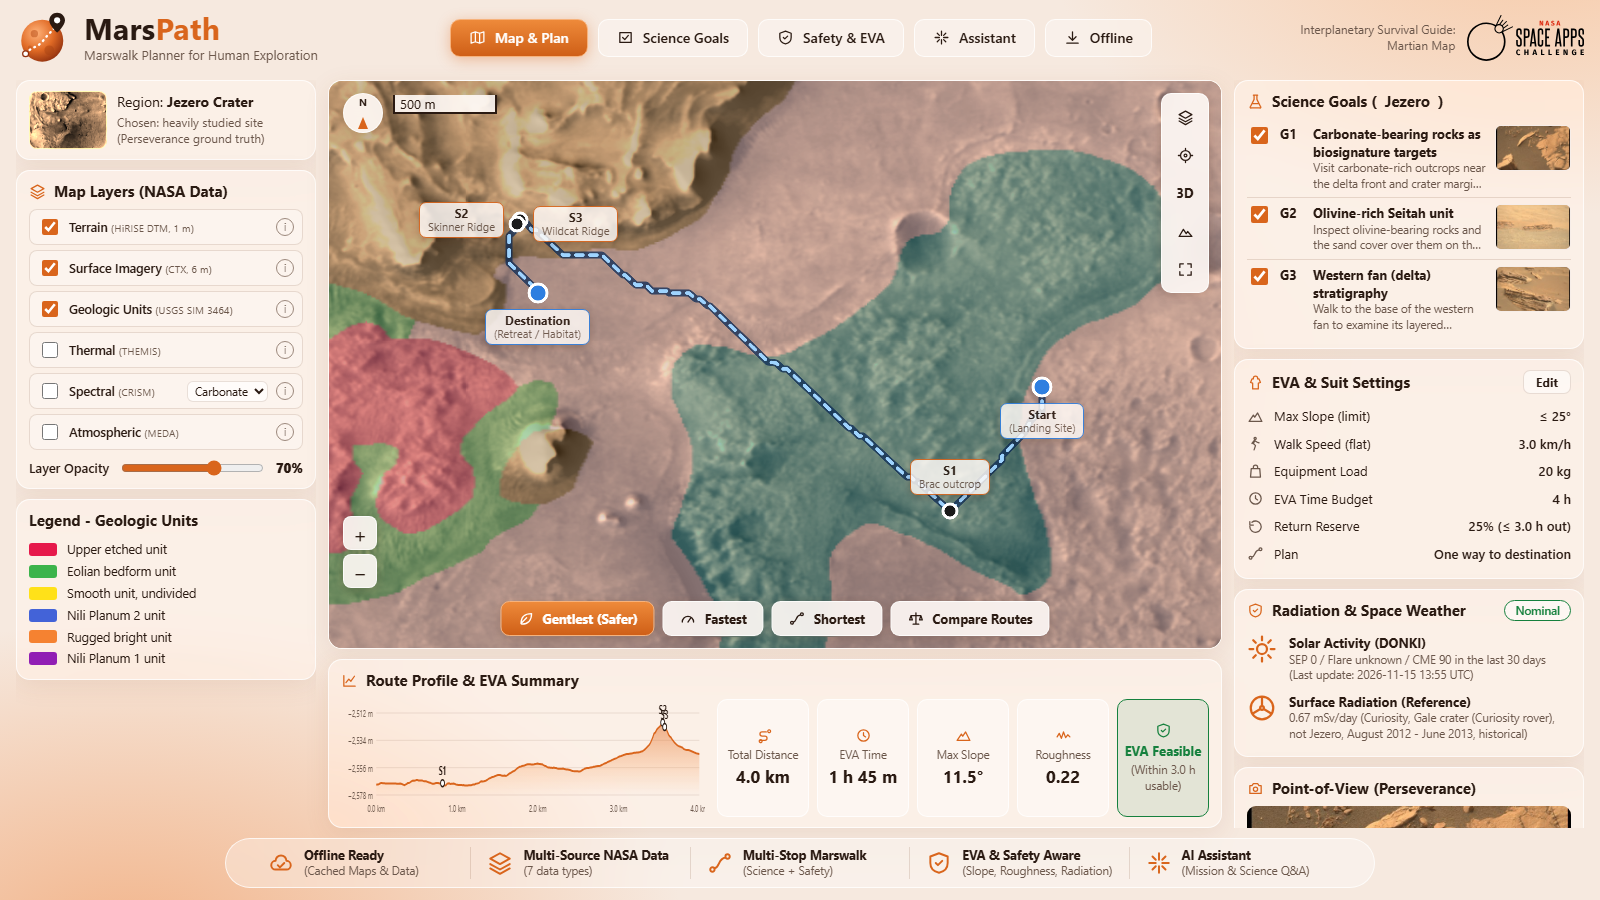 MarsPath
Marswalk Planner for Human Exploration
Map & Plan
Science Goals
Safety & EVA
Assistant
Offline
Interplanetary Survival Guide:
Martian Map
NASA
SPACE APPS
CHALLENGE
Region: Jezero Crater
Chosen: heavily studied site
(Perseverance ground truth)
Map Layers (NASA Data)
Terrain (HiRISE DTM, 1 m)
Surface Imagery (CTX, 6 m)
Geologic Units (USGS SIM 3464)
Thermal (THEMIS)
Spectral (CRISM) Carbonate
Atmospheric (MEDA)
Layer Opacity 70%
Legend - Geologic Units
Upper etched unit
Eolian bedform unit
Smooth unit, undivided
Nili Planum 2 unit
Rugged bright unit
Nili Planum 1 unit
N
500 m
3D
S2
Skinner Ridge
S3
Wildcat Ridge
Destination
(Retreat / Habitat)
Start
(Landing Site)
S1
Brac outcrop
+
−
Gentlest (Safer)
Fastest
Shortest
Compare Routes
Route Profile & EVA Summary
−2,512 m
−2,534 m
−2,556 m
−2,578 m
S1
0.0 km
1.0 km
2.0 km
3.0 km
4.0 kr
Total Distance
4.0 km
EVA Time
1 h 45 m
Max Slope
11.5°
Roughness
0.22
EVA Feasible
(Within 3.0 h
usable)
Science Goals ( Jezero )
G1 Carbonate-bearing rocks as
biosignature targets
Visit carbonate-rich outcrops near
the delta front and crater margi...
G2 Olivine-rich Seitah unit
Inspect olivine-bearing rocks and
the sand cover over them on th...
G3 Western fan (delta)
stratigraphy
Walk to the base of the western
fan to examine its layered...
EVA & Suit Settings
Edit
Max Slope (limit) ≤ 25°
Walk Speed (flat) 3.0 km/h
Equipment Load 20 kg
EVA Time Budget 4 h
Return Reserve 25% (≤ 3.0 h out)
Plan One way to destination
Radiation & Space Weather
Nominal
Solar Activity (DONKI)
SEP 0 / Flare unknown / CME 90 in the last 30 days
(Last update: 2026-11-15 13:55 UTC)
Surface Radiation (Reference)
0.67 mSv/day (Curiosity, Gale crater (Curiosity rover),
not Jezero, August 2012 - June 2013, historical)
Point-of-View (Perseverance)
Offline Ready
(Cached Maps & Data)
Multi-Source NASA Data
(7 data types)
Multi-Stop Marswalk
(Science + Safety)
EVA & Safety Aware
(Slope, Roughness, Radiation)
AI Assistant
(Mission & Science Q&A)